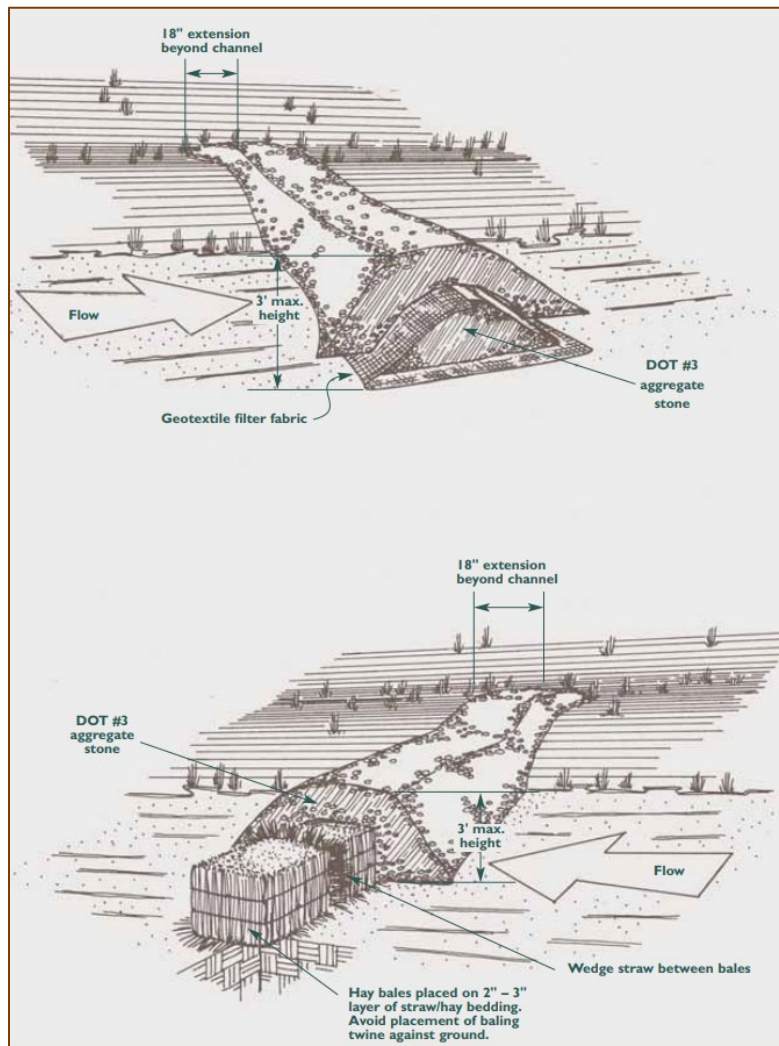 18" extension
beyond channel
Flow
3' max.
height
DOT #3
aggregate
stone
Geotextile filter fabric
18" extension
beyond channel
DOT #3
aggregate
stone
3' max.
height
Flow
Wedge straw between bales
Hay bales placed on 2" – 3"
layer of straw/hay bedding.
Avoid placement of baling
twine against ground.